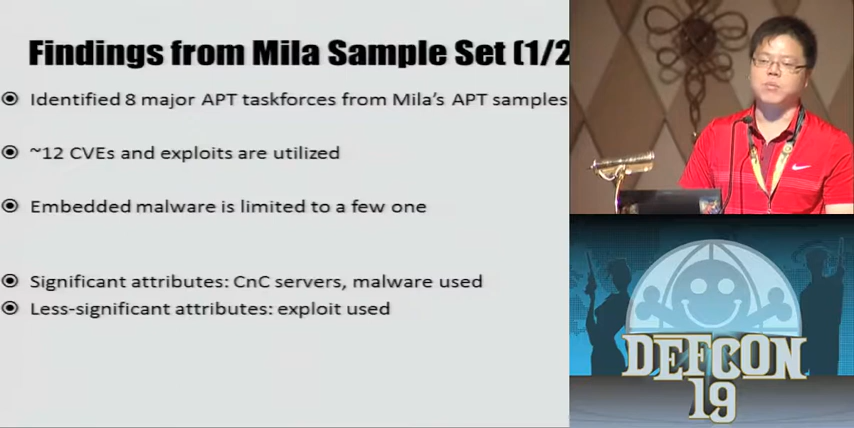 Findings from Mila Sample Set (1/2
Identified 8 major APT taskforces from Mila's APT samples
~12 CVEs and exploits are utilized
Embedded malware is limited to a few one
Significant attributes: CnC servers, malware used
Less-significant attributes: exploit used
DEFCON
19